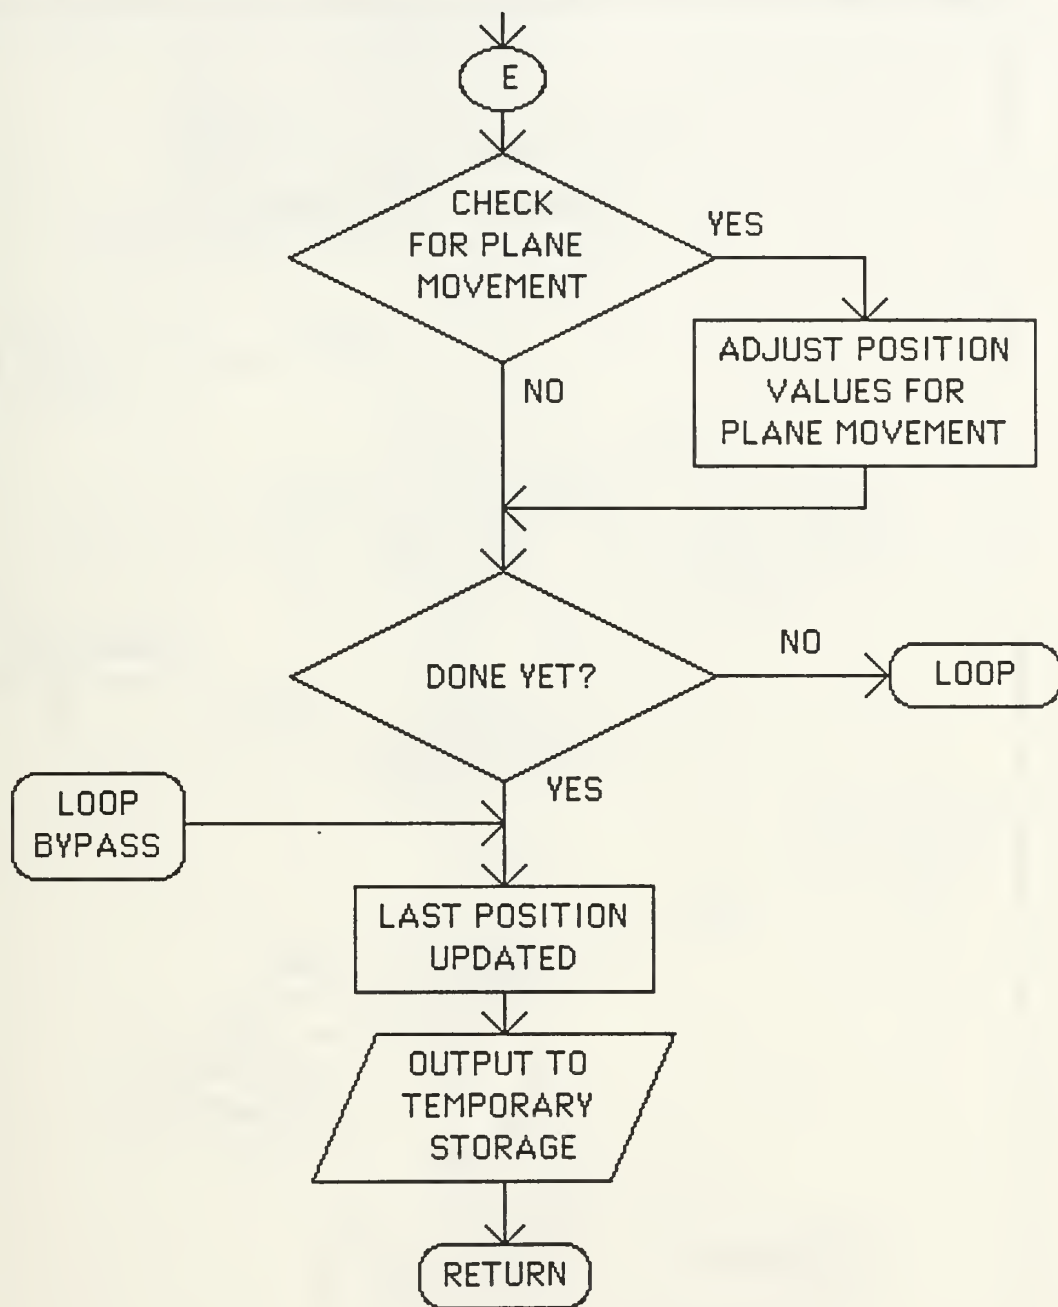 E
CHECK
FOR PLANE
MOVEMENT
YES
ADJUST POSITION
VALUES FOR
PLANE MOVEMENT
NO
DONE YET?
NO
LOOP
YES
LOOP
BYPASS
LAST POSITION
UPDATED
OUTPUT TO
TEMPORARY
STORAGE
RETURN